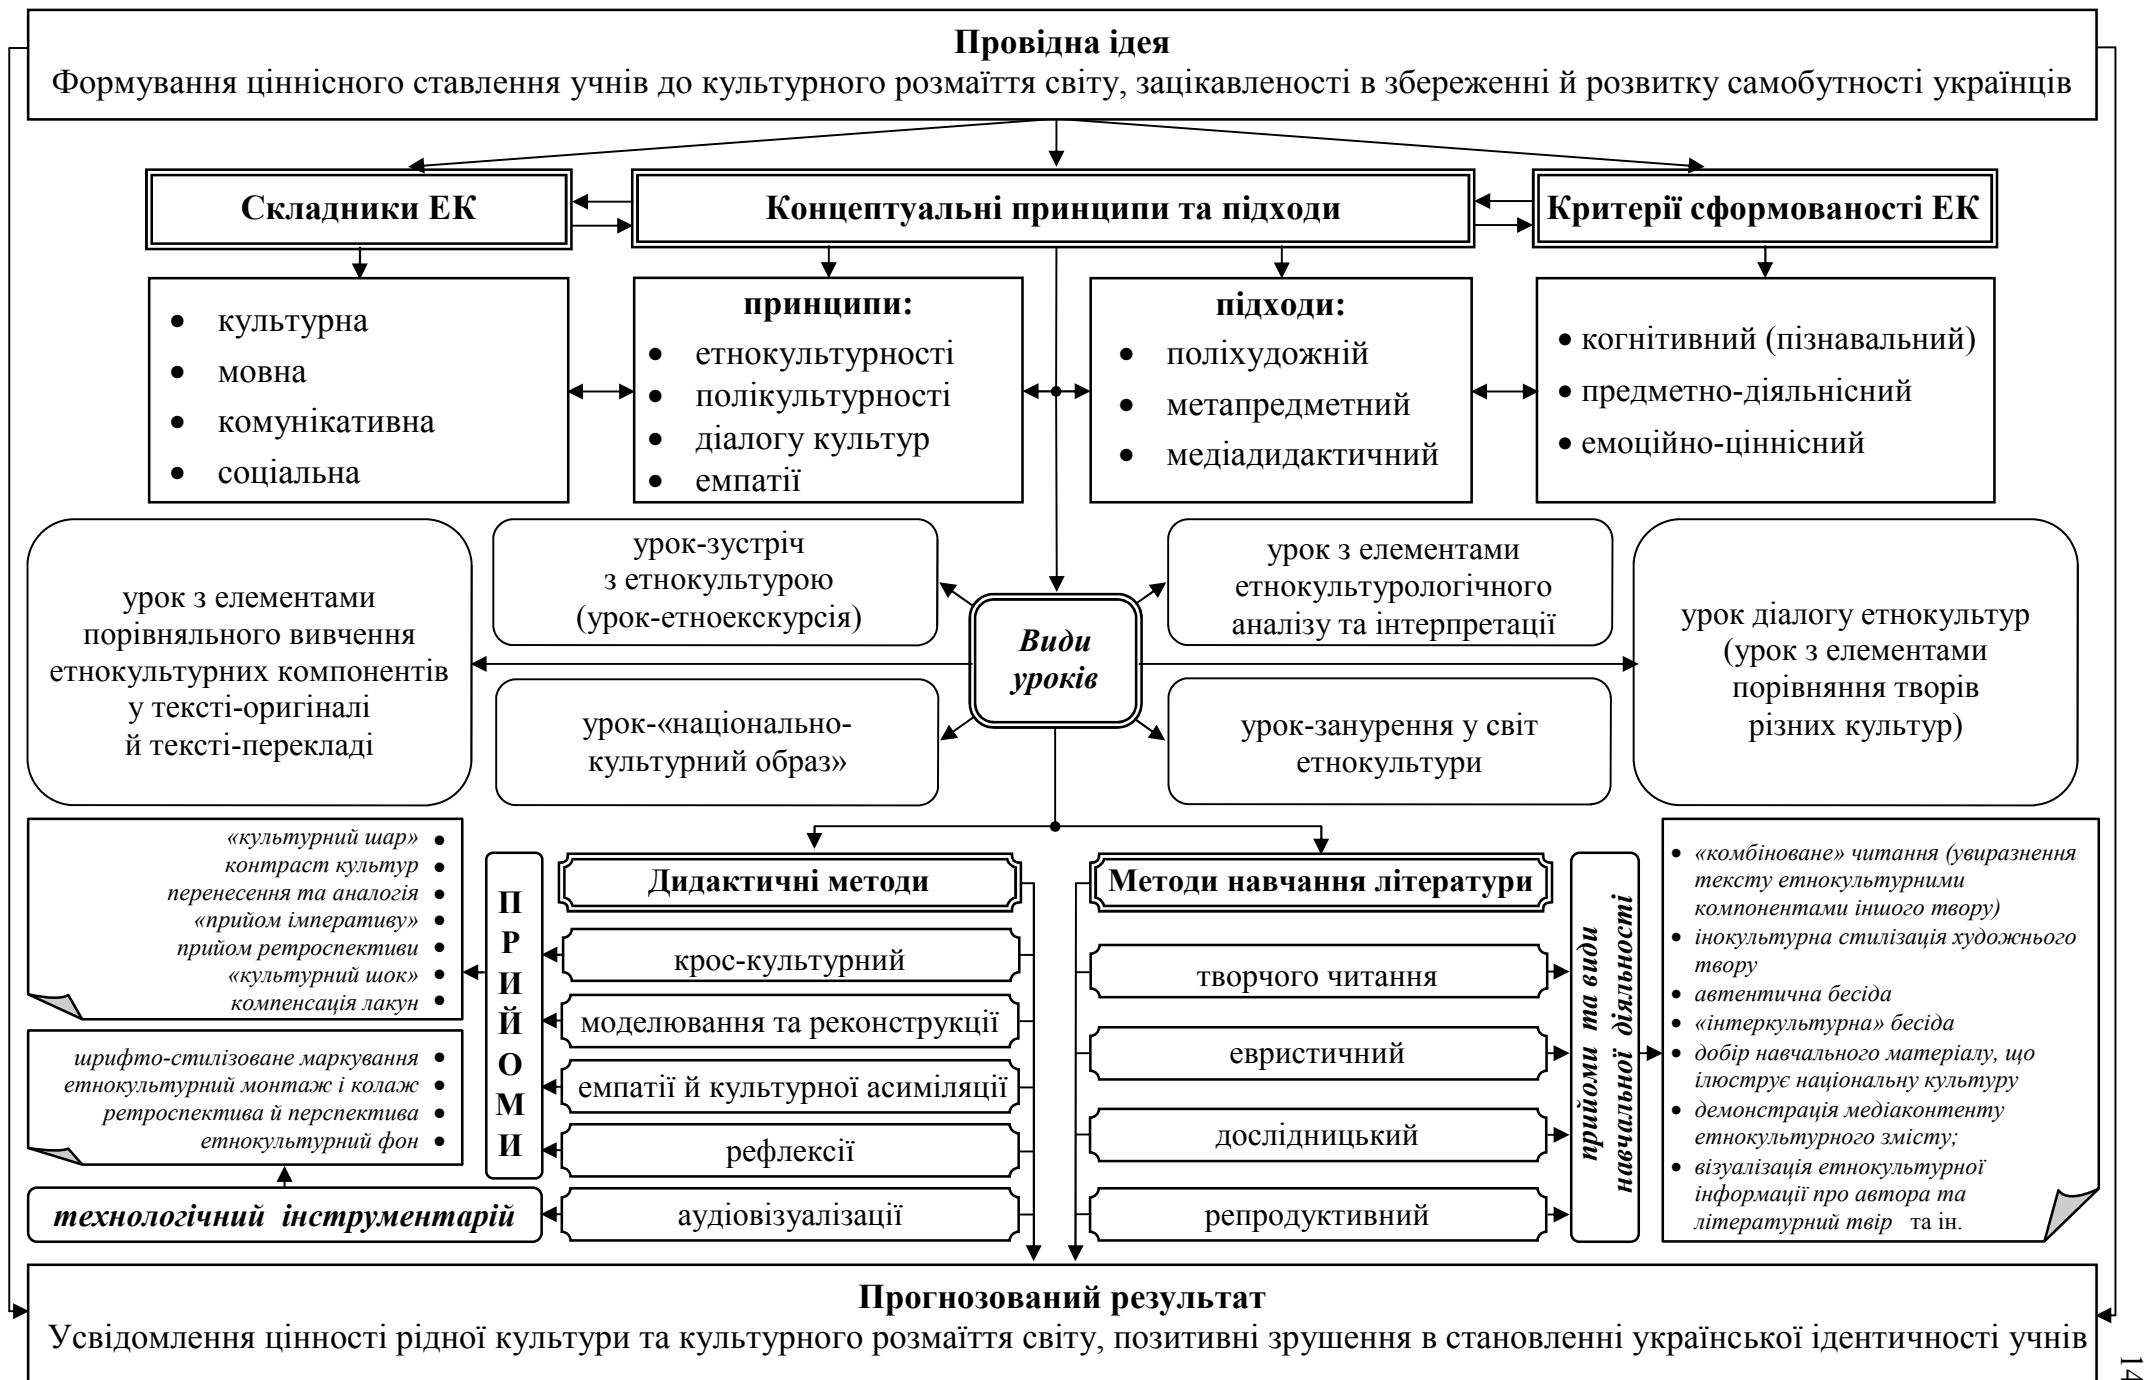 Провідна ідея
Формування ціннісного ставлення учнів до культурного розмаїття світу, зацікавленості в збереженні й розвитку самобутності українців
Складники ЕК
Концептуальні принципи та підходи
Критерії сформованості ЕК
• культурна
• мовна
• комунікативна
• соціальна
принципи:
• етнокультурності
• полікультурності
• діалогу культур
• емпатії
підходи:
• поліхудожній
• метапредметний
• медіадидактичний
• когнітивний (пізнавальний)
• предметно-діяльнісний
• емоційно-ціннісний
урок з елементами
порівняльного вивчення
етнокультурних компонентів
у тексті-оригіналі
й тексті-перекладі
урок-зустріч
з етнокультурою
(урок-етноекскурсія)
урок-«національно-
культурний образ»
Види
уроків
урок з елементами
етнокультурологічного
аналізу та інтерпретації
урок-занурення у світ
етнокультури
урок діалогу етнокультур
(урок з елементами
порівняння творів
різних культур)
«культурний шар» •
контраст культур •
перенесення та аналогія •
«прийом імперативу» •
прийом ретроспективи •
«культурний шок» •
компенсація лакун •
шрифто-стилізоване маркування •
етнокультурний монтаж і колаж •
ретроспектива й перспектива •
етнокультурний фон •
технологічний інструментарій
П
Р
И
Й
О
М
И
Дидактичні методи
крос-культурний
моделювання та реконструкції
емпатії й культурної асиміляції
рефлексії
аудіовізуалізації
Методи навчання літератури
творчого читання
евристичний
дослідницький
репродуктивний
прийоми та види
навчальної діяльності
• «комбіноване» читання (увиразнення
тексту етнокультурними
компонентами іншого твору)
• інокультурна стилізація художнього
твору
• автентична бесіда
• «інтеркультурна» бесіда
• добір навчального матеріалу, що
ілюструє національну культуру
• демонстрація медіаконтенту
етнокультурного змісту;
• візуалізація етнокультурної
інформації про автора та
літературний твір та ін.
Прогнозований результат
Усвідомлення цінності рідної культури та культурного розмаїття світу, позитивні зрушення в становленні української ідентичності учнів